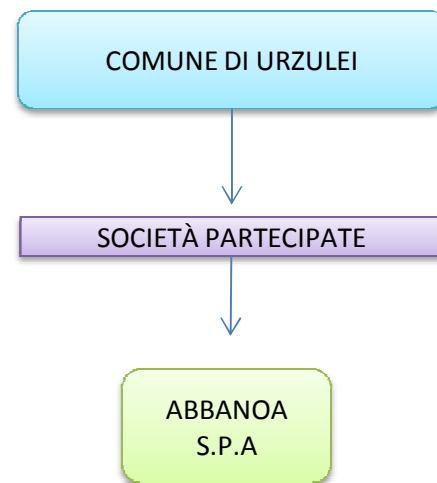 COMUNE DI URZULEI
SOCIETÀ PARTECIPATE
ABBANOA
S.P.A